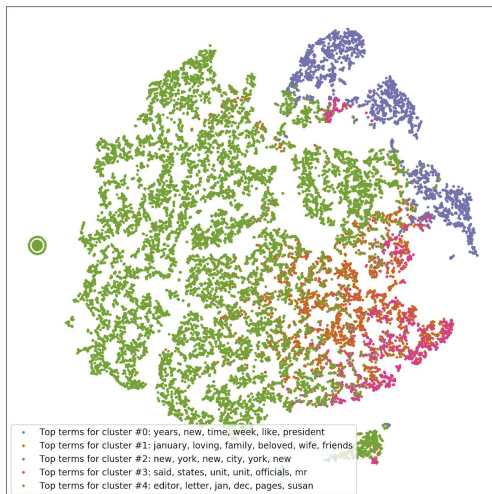 Top terms for cluster #0: years, new, time, week, like, president
Top terms for cluster #1: january, loving, family, beloved, wife, friends
Top terms for cluster #2: new, york, new, city, york, new
Top terms for cluster #3: said, states, unit, unit, officials, mr
Top terms for cluster #4: editor, letter, jan, dec, pages, susan